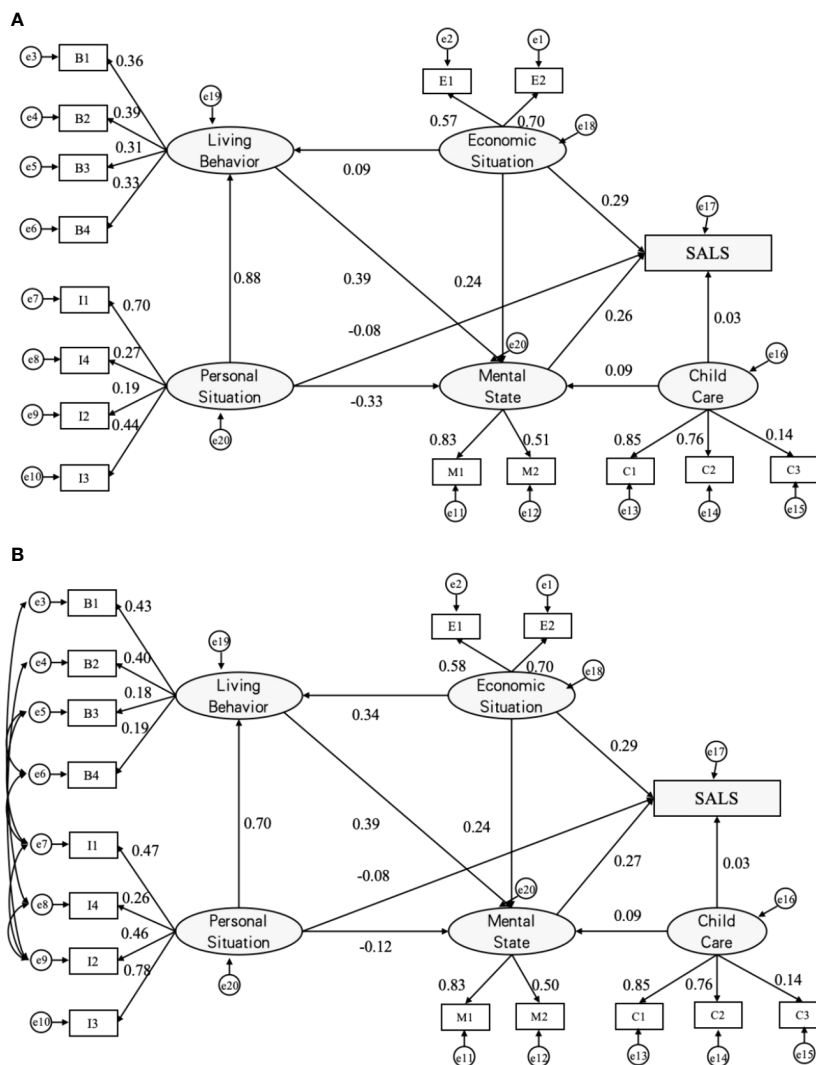 A
e2
e1
e3
B1
0.36
E1
E2
e19
e4
B2
0.39
0.57
0.70
e18
Living
Behavior
Economic
Situation
0.31
e5
B3
0.09
0.33
0.29
e17
e6
B4
SALS
0.88
0.39
0.24
e7
I1
0.70
0.26
0.03
-0.08
e20
e16
e8
I4
0.27
Personal
Situation
Mental
State
0.09
Child
Care
0.19
-0.33
e9
I2
0.44
e20
0.83
0.51
0.85
0.76
0.14
e10
I3
M1
M2
C1
C2
C3
e11
e12
e13
e14
e15
B
e2
e1
e3
B1
0.43
E1
E2
e19
e4
B2
0.40
0.58
0.70
e18
Living
Behavior
Economic
Situation
0.18
e5
B3
0.34
0.19
0.29
e17
e6
B4
SALS
0.70
0.39
0.24
e7
I1
0.47
0.27
0.03
-0.08
e20
e16
e8
I4
0.26
Personal
Situation
Mental
State
0.09
Child
Care
0.46
-0.12
e9
I2
0.78
e20
0.83
0.50
0.85
0.76
0.14
e10
I3
M1
M2
C1
C2
C3
e11
e12
e13
e14
e15